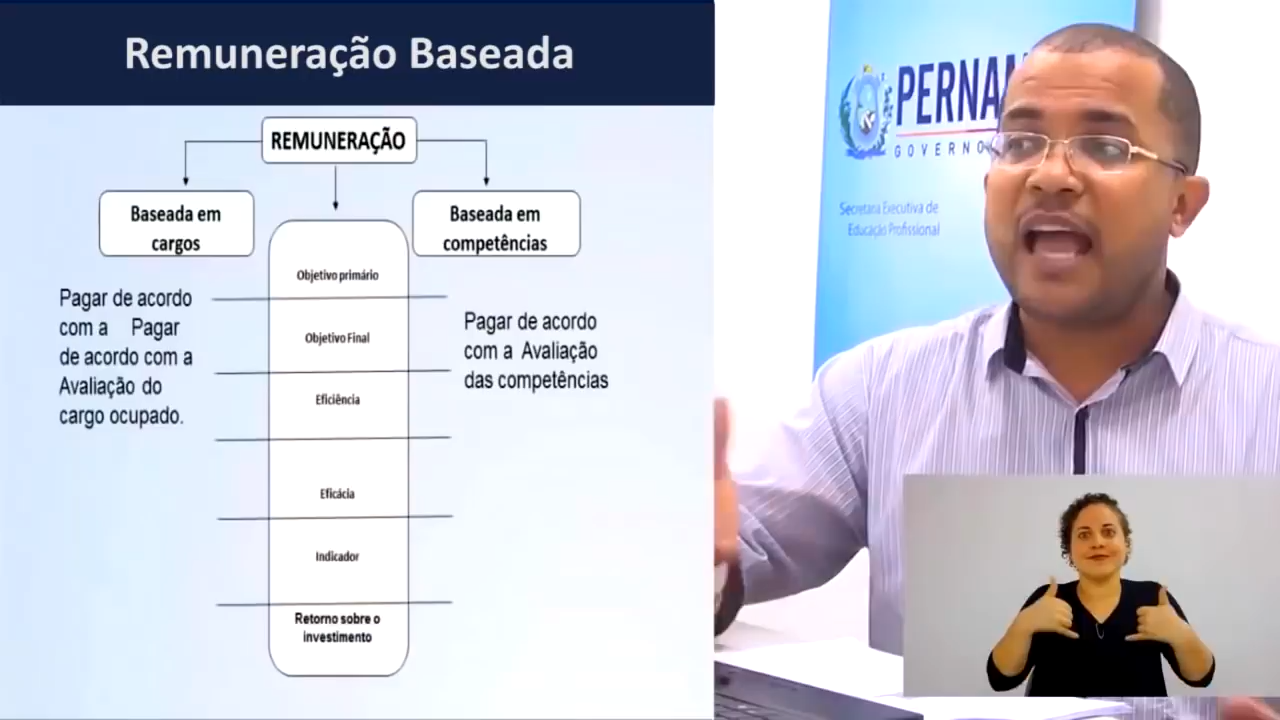 Remuneração Baseada
REMUNERAÇÃO
Baseada em
cargos
Baseada em
competências
Pagar de acordo
com a Pagar
de acordo com a
Avaliação do
cargo ocupado.
Objetivo primário
Objetivo Final
Eficiência
Eficácia
Indicador
Retorno sobre o
investimento
Pagar de acordo
com a Avaliação
das competências
PERNAM
GOVERNO
Secretaria Executiva de
Educação Profissional